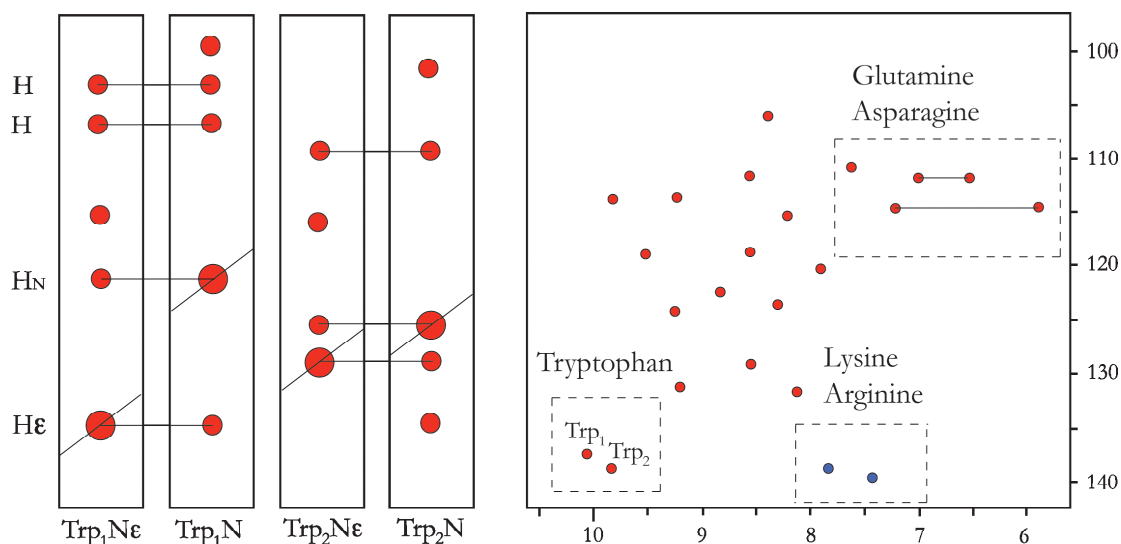 H
H
HN
Hε
Trp1Nε
Trp1N
Trp2Nε
Trp2N
Glutamine
Asparagine
Tryptophan
Trp1
Trp2
Lysine
Arginine
100
110
120
130
140
10
9
8
7
6